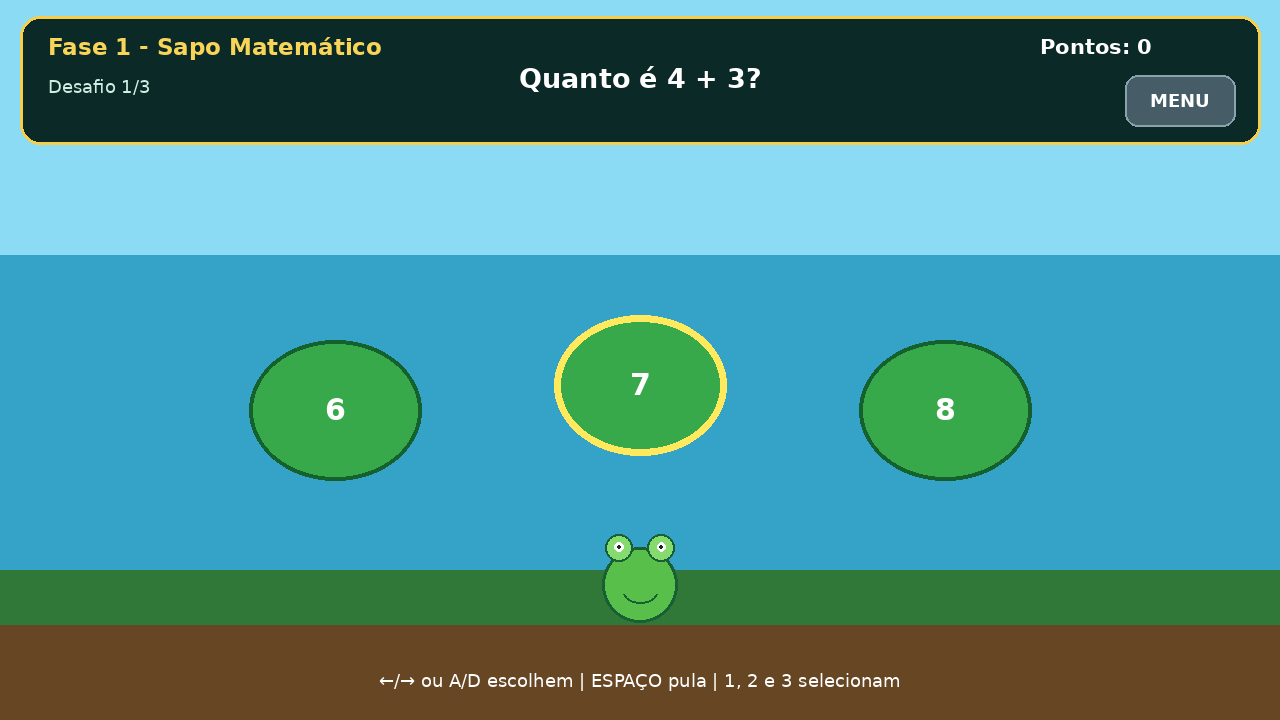 Fase 1 - Sapo Matemático
Pontos: 0
Desafio 1/3
Quanto é 4 + 3?
MENU
6
7
8
←/→ ou A/D escolhem | ESPAÇO pula | 1, 2 e 3 selecionam